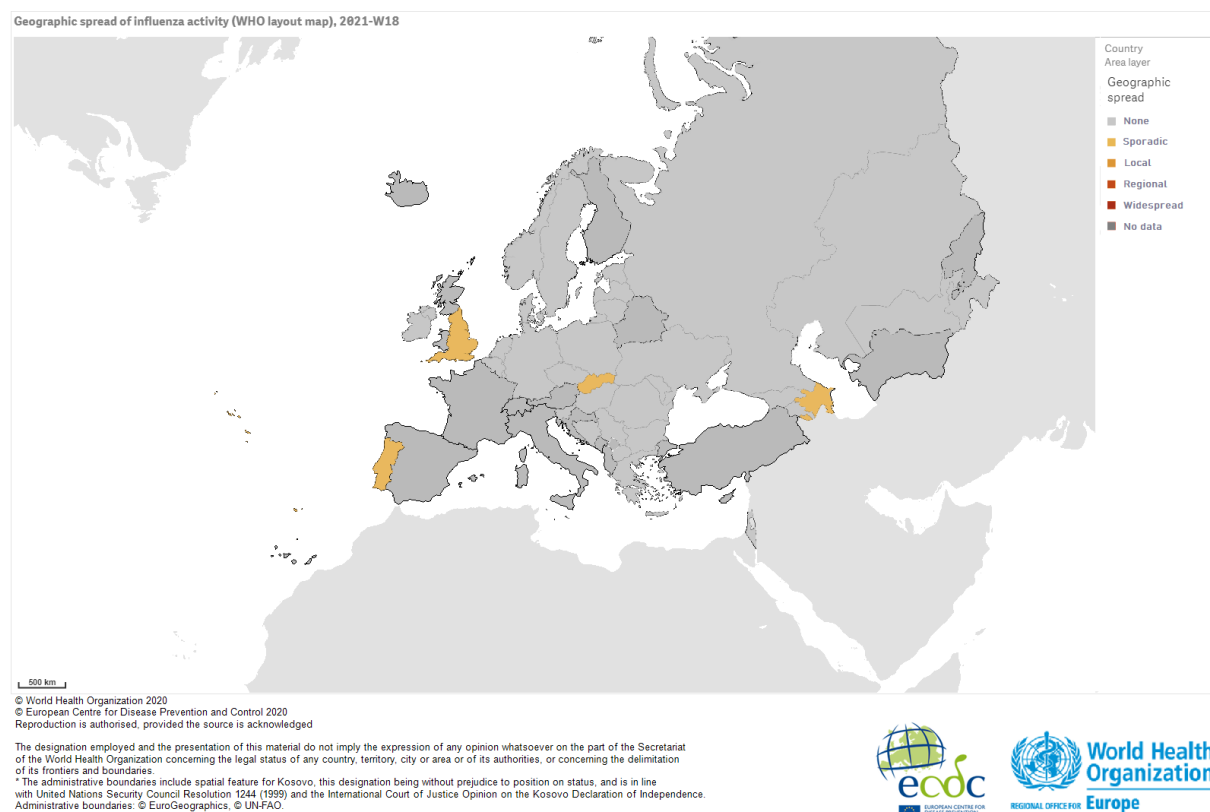 Geographic spread of influenza activity (WHO layout map), 2021-W18
Country
Area layer
Geographic
spread
None
Sporadic
Local
Regional
Widespread
No data
500 km
© World Health Organization 2020
© European Centre for Disease Prevention and Control 2020
Reproduction is authorised, provided the source is acknowledged
The designation employed and the presentation of this material do not imply the expression of any opinion whatsoever on the part of the Secretariat
of the World Health Organization concerning the legal status of any country, territory, city or area or of its authorities, or concerning the delimitation
of its frontiers and boundaries.
* The administrative boundaries include spatial feature for Kosovo, this designation being without prejudice to position on status, and is in line
with United Nations Security Council Resolution 1244 (1999) and the International Court of Justice Opinion on the Kosovo Declaration of Independence.
Administrative boundaries: © EuroGeographics, © UN-FAO.
ecdc
EUROPEAN CENTRE FOR
World Health
Organization
REGIONAL OFFICE FOR Europe